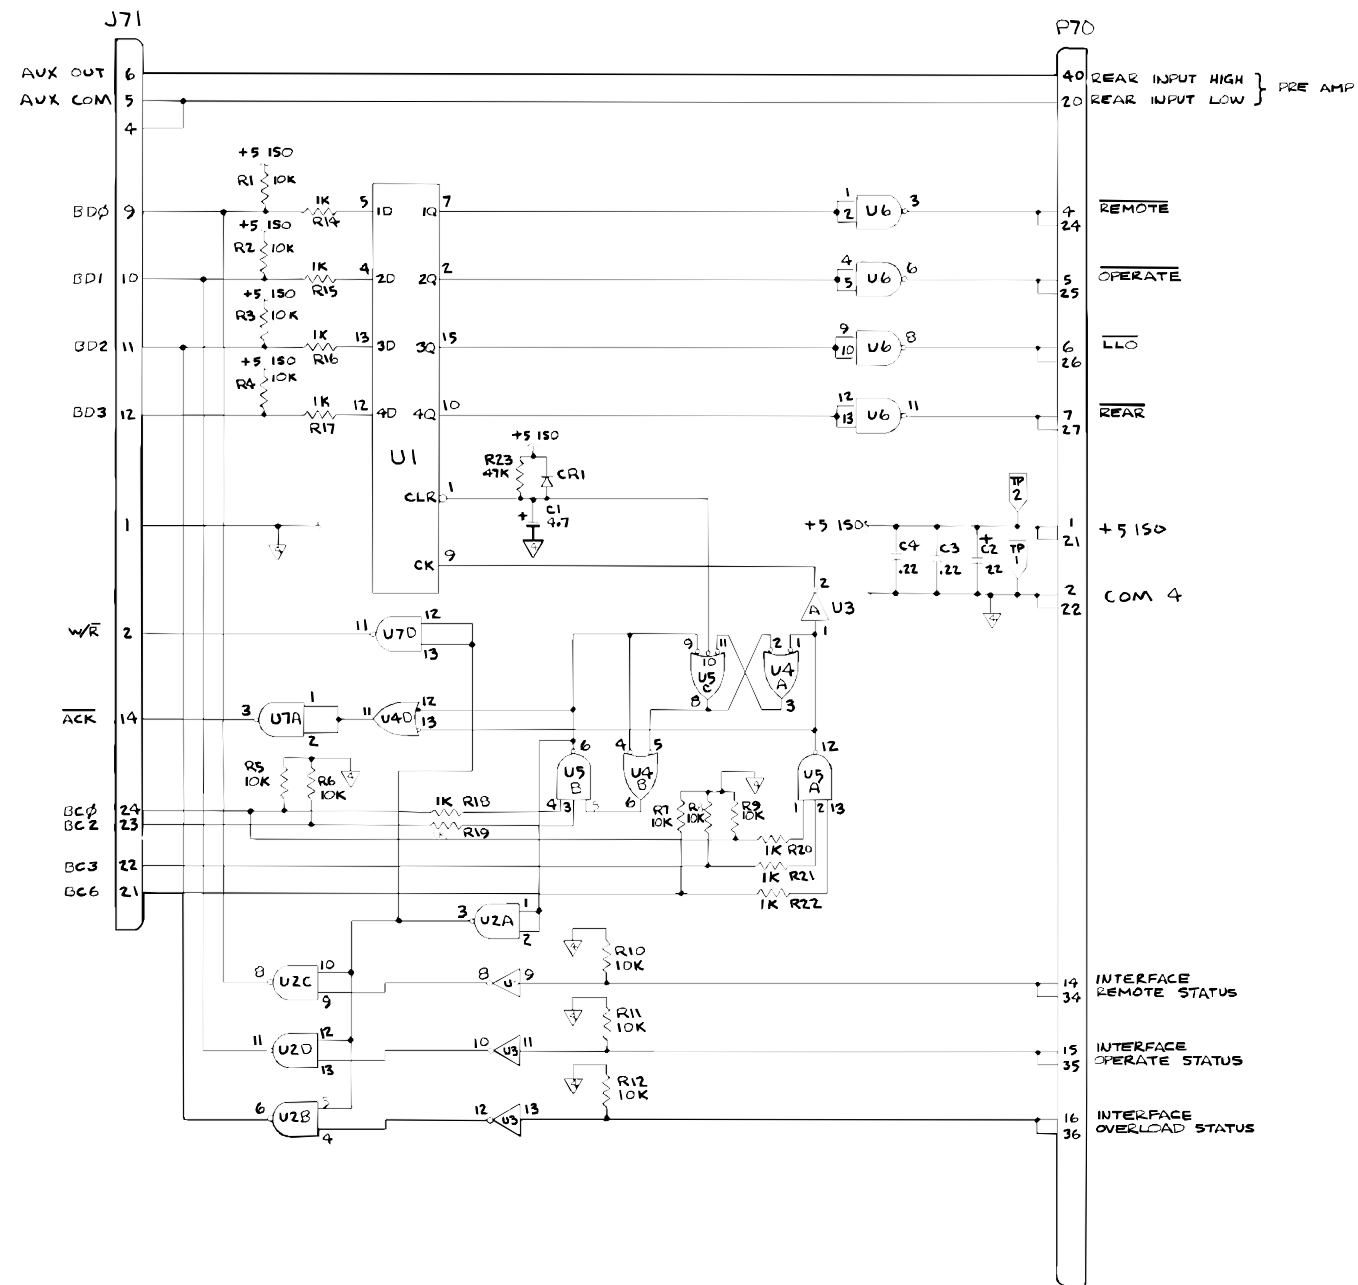 J71
P70
AUX OUT 6
40 REAR INPUT HIGH
PRE AMP
AUX COM 5
20 REAR INPUT LOW
4
+5 ISO
R1 10K
BDØ 9
1K
R14
5 1D
1Q 7
1
2
U6
3
4
24
REMOTE
+5 ISO
R2 10K
BD1 10
1K
R15
4 2D
2Q 2
4
5
U6
6
5
25
OPERATE
+5 ISO
R3 10K
BD2 11
1K
R16
13 3D
3Q 15
9
10
U6
8
6
26
LLO
+5 ISO
R4 10K
BD3 12
1K
R17
12 4D
4Q 10
12
13
U6
11
7
27
REAR
U1
+5 ISO
R23
47K
CR1
CLR 1
C1
4.7
+
4
1
4
CK 9
TP
2
+5 ISO
1
21
+5 ISO
C4
.22
C3
.22
+
C2
22
TP
1
2
22
COM 4
4
2
A
U3
1
W/R 2
11
U7D
12
13
9
10
11
U5
C
8
2
1
U4
A
3
ACK 14
3
U7A
1
2
11
U4D
12
13
6
U5
B
4
3
5
4
5
U4
B
6
12
U5
A
1
2
13
R5
10K
R6
10K
4
BCØ 24
1K R18
BC2 23
R19
R7
10K
10K
R9
10K
4
1K R20
BC3 22
1K R21
BC6 21
1K R22
3
U2A
1
2
4
R10
10K
8
U2C
10
9
8
U
9
14
34
INTERFACE
REMOTE STATUS
4
R11
10K
11
U2D
12
13
10
U3
11
15
35
INTERFACE
OPERATE STATUS
4
R12
10K
6
U2B
5
4
12
U3
13
16
36
INTERFACE
OVERLOAD STATUS